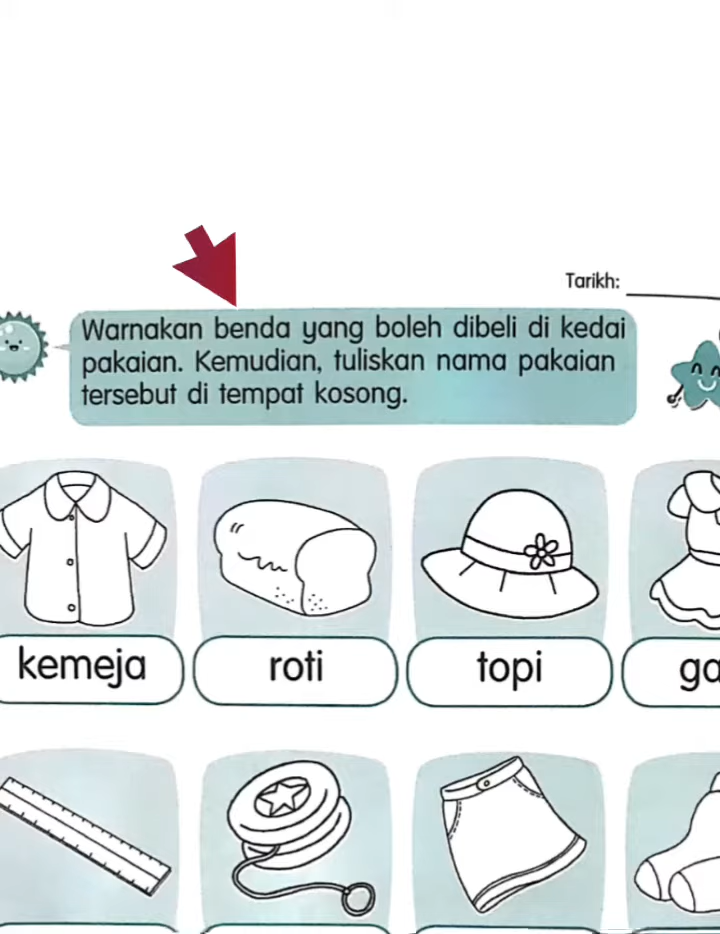 Tarikh:
Warnakan benda yang boleh dibeli di kedai
pakaian. Kemudian, tuliskan nama pakaian
tersebut di tempat kosong.
kemeja
roti
topi